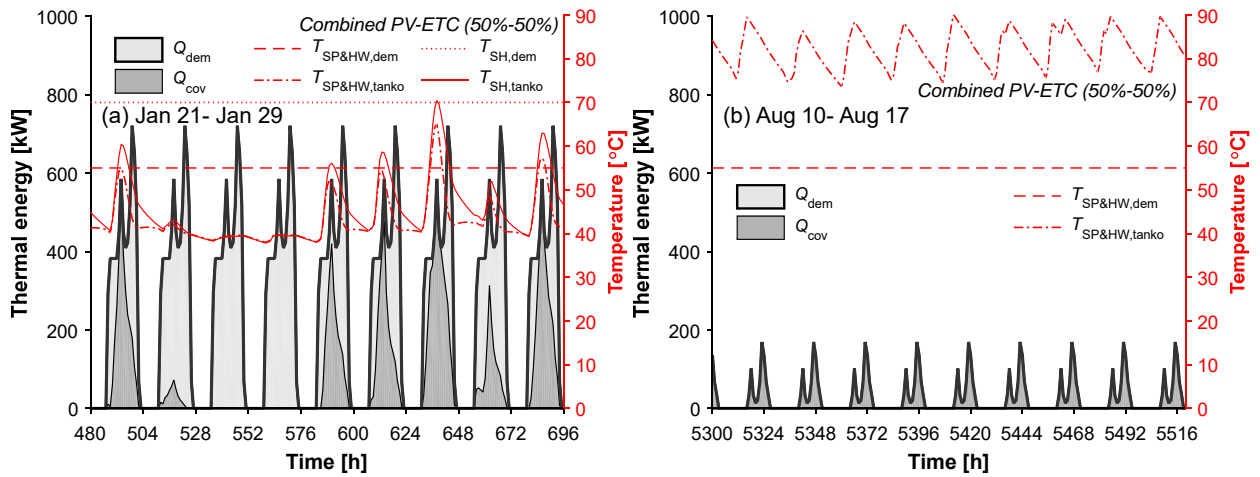 Combined PV-ETC (50%-50%)
Qdem
TSP&HW,dem
TSH,dem
Qcov
TSP&HW,tanko
TSH,tanko
(a) Jan 21- Jan 29
Thermal energy [kW]
1000
800
600
400
200
0
480 504 528 552 576 600 624 648 672 696
Time [h]
90
80
70
60
50
40
30
20
10
0
Temperature [°C]
Combined PV-ETC (50%-50%)
(b) Aug 10- Aug 17
Qdem
TSP&HW,dem
Qcov
TSP&HW,tanko
Thermal energy [kW]
1000
800
600
400
200
0
5300 5324 5348 5372 5396 5420 5444 5468 5492 5516
Time [h]
90
80
70
60
50
40
30
20
10
0
Temperature [°C]